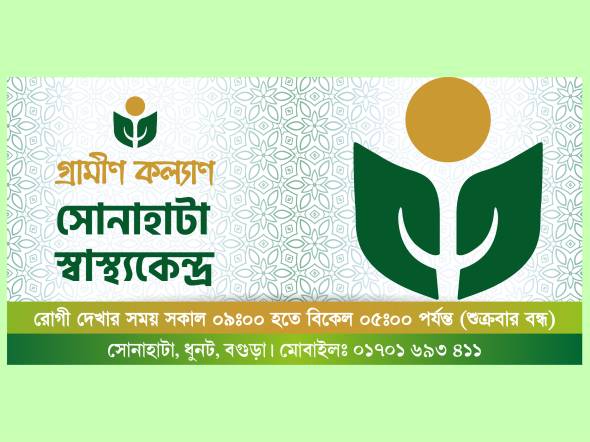 গ্রামীণ কল্যাণ
সোনাহাটা
স্বাস্থ্যকেন্দ্র
রোগী দেখার সময় সকাল ০৯ঃ০০ হতে বিকেল ০৫ঃ০০ পর্যন্ত (শুক্রবার বন্ধ)
সোনাহাটা, ধুনট, বগুড়া। মোবাইলঃ ০১৭০১ ৬৯৩ ৪১১